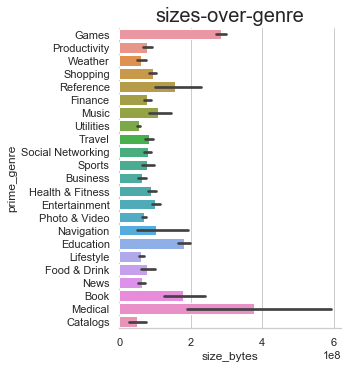 sizes-over-genre
Games
Productivity
Weather
Shopping
Reference
Finance
Music
Utilities
Travel
Social Networking
Sports
Business
Health & Fitness
Entertainment
Photo & Video
Navigation
Education
Lifestyle
Food & Drink
News
Book
Medical
Catalogs
prime_genre
0 2 4 6
size_bytes
1e8